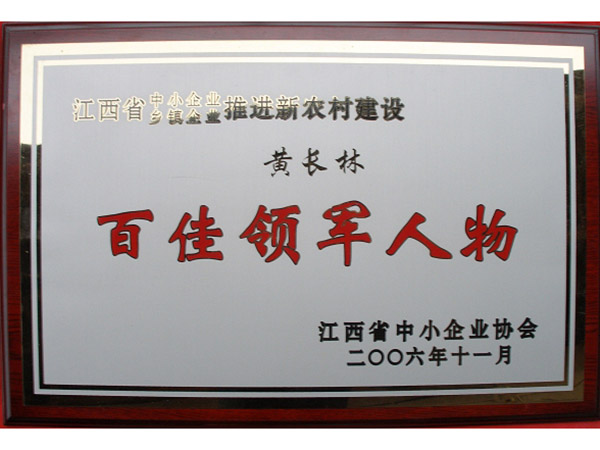 江西省中小企业乡镇企业推进新农村建设
黄长林
百佳领军人物
江西省中小企业协会
二〇〇六年十一月